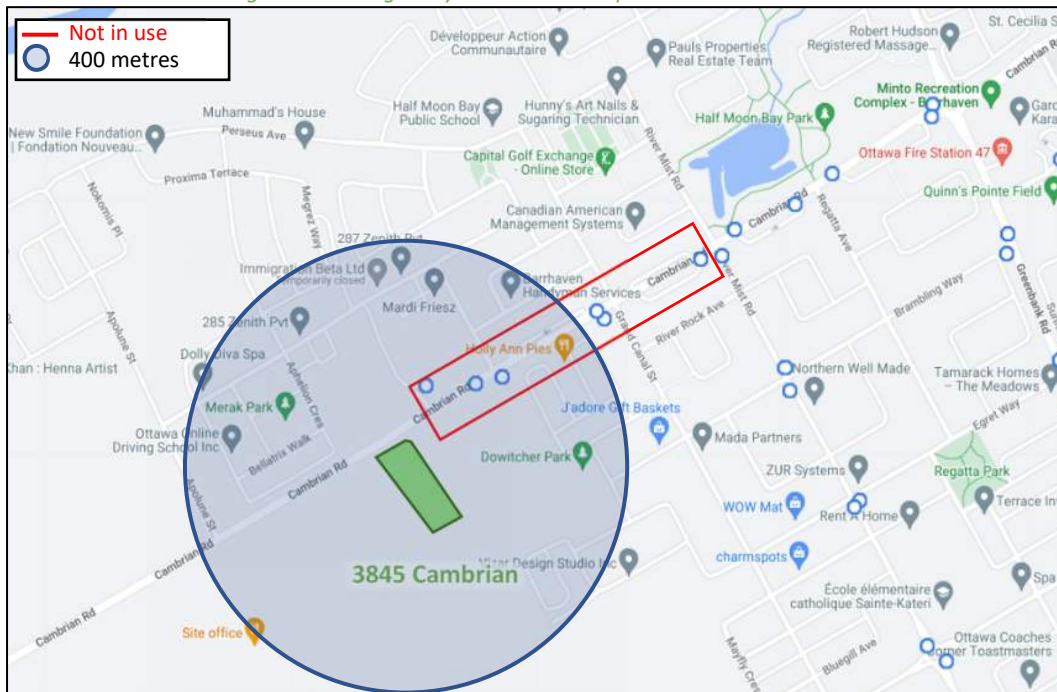 Not in use
400 metres
Développeur Action
Communautaire
Pauls Properties
Real Estate Team
Robert Hudson
Registered Massage...
St. Cecilia S
Cambrian R
Minto Recreation
Complex - Barrhaven
Muhammad's House
Half Moon Bay
Public School
Hunny's Art Nails &
Sugaring Technician
Half Moon Bay Park
Gard
Kara
New Smile Foundation
| Fondation Nouveau...
Perseus Ave
River Mist Rd
Ottawa Fire Station 47
Capital Golf Exchange
- Online Store
Proxima Terrace
Quinn's Pointe Field
Nokomis Pl
Megrez Way
Canadian American
Management Systems
Cambrian Rd
Regatta Ave
287 Zenith Pvt
Immigration Beta Ltd
Temporarily closed
Barrhaven
Handyman Services
Cambrian
River Mist Rd
Greenbank Rd
Mardi Friesz
Brambling Way
285 Zenith Pvt
River Rock Ave
Apolune St
Grand Canal St
Holly Ann Pies
Dolly Diva Spa
Khan : Henna Artist
Northern Well Made
Tamarack Homes
– The Meadows
Aphelion Cres
Cambrian Rd
Merak Park
J'adore Gift Baskets
Egret Way
Ottawa Online
Driving School Inc
Bellatrix Walk
Mada Partners
Dowitcher Park
Cambrian Rd
ZUR Systems
Regatta Park
Apolune St
WOW Mat
Rent A Home
Terrace In
Cambrian Rd
Design Studio Inc
charmspots
3845 Cambrian
Spa
École élémentaire
catholique Sainte-Kateri
Cambrian Rd
Site office
Mayfly Cres
Bluegill Ave
Ottawa Coaches
Corner Toastmasters